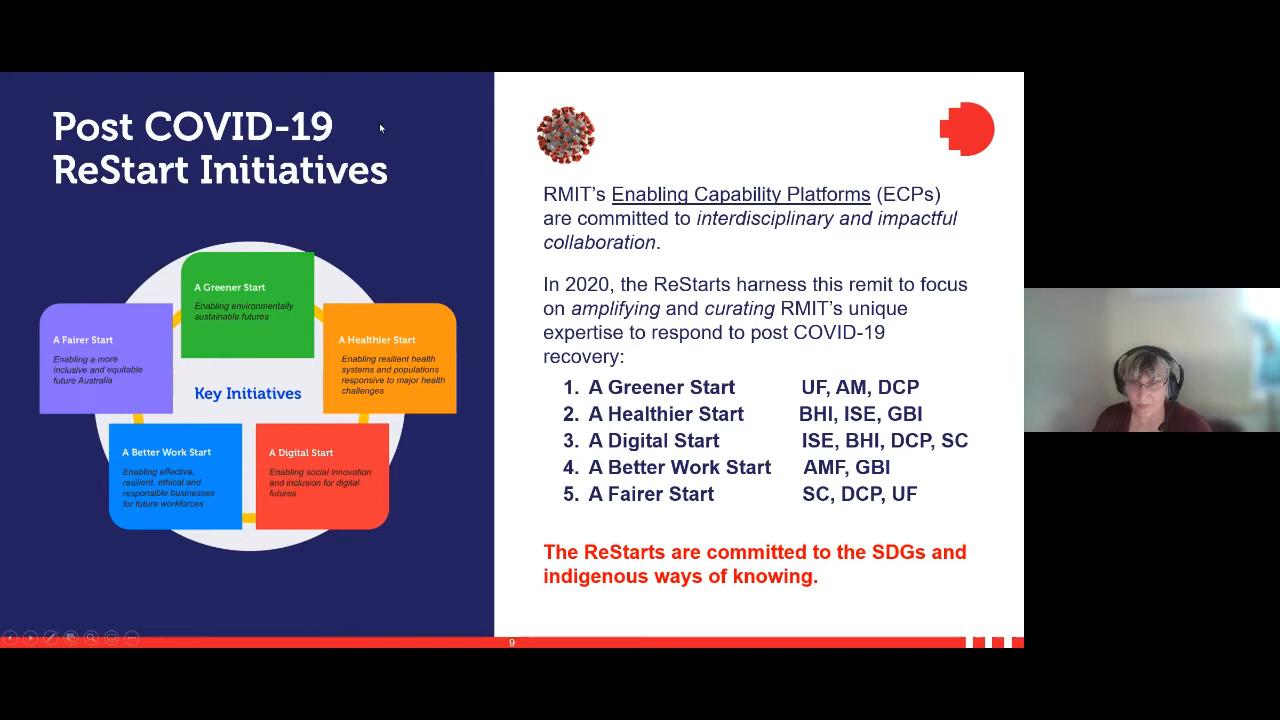 Post COVID-19
ReStart Initiatives
A Greener Start
Enabling environmentally
sustainable futures
A Fairer Start
Enabling a more
inclusive and equitable
future Australia
A Healthier Start
Enabling resilient health
systems and populations
responsive to major health
challenges
Key Initiatives
A Better Work Start
Enabling effective,
resilient, ethical and
responsible businesses
for future workforces
A Digital Start
Enabling social innovation
and inclusion for digital
futures
RMIT’s Enabling Capability Platforms (ECPs)
are committed to interdisciplinary and impactful
collaboration.
In 2020, the ReStarts harness this remit to focus
on amplifying and curating RMIT’s unique
expertise to respond to post COVID-19
recovery:
1. A Greener Start UF, AM, DCP
2. A Healthier Start BHI, ISE, GBI
3. A Digital Start ISE, BHI, DCP, SC
4. A Better Work Start AMF, GBI
5. A Fairer Start SC, DCP, UF
The ReStarts are committed to the SDGs and
indigenous ways of knowing.
9